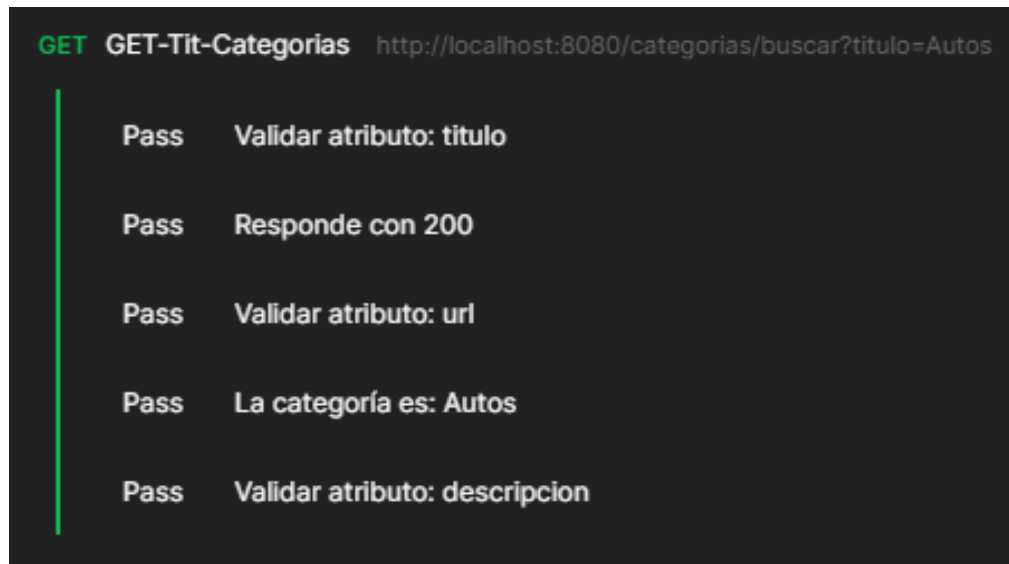 GET GET-Tit-Categorias http://localhost:8080/categorias/buscar?titulo=Autos
Pass Validar atributo: titulo
Pass Responde con 200
Pass Validar atributo: url
Pass La categoría es: Autos
Pass Validar atributo: descripcion